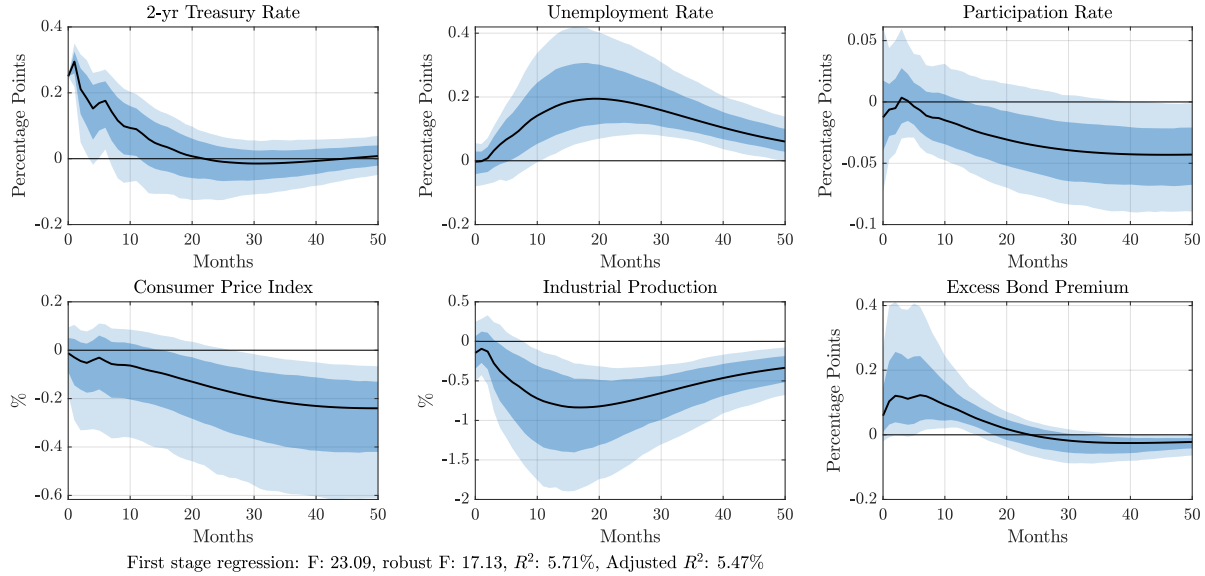 2-yr Treasury Rate
Percentage Points
0.4
0.2
0
-0.2
0 10 20 30 40 50
Months
Unemployment Rate
Percentage Points
0.4
0.2
0
0.2
0 10 20 30 40 50
Months
Participation Rate
Percentage Points
0.05
0
-0.05
-0.1
0 10 20 30 40 50
Months
Consumer Price Index
%
0.2
0
-0.2
-0.4
-0.6
0 10 20 30 40 50
Months
Industrial Production
%
0.5
0
-0.5
-1
-1.5
-2
0 10 20 30 40 50
Months
Excess Bond Premium
Percentage Points
0.4
0.2
0
-0.2
0 10 20 30 40 50
Months
First stage regression: F: 23.09, robust F: 17.13, R²: 5.71%, Adjusted R²: 5.47%